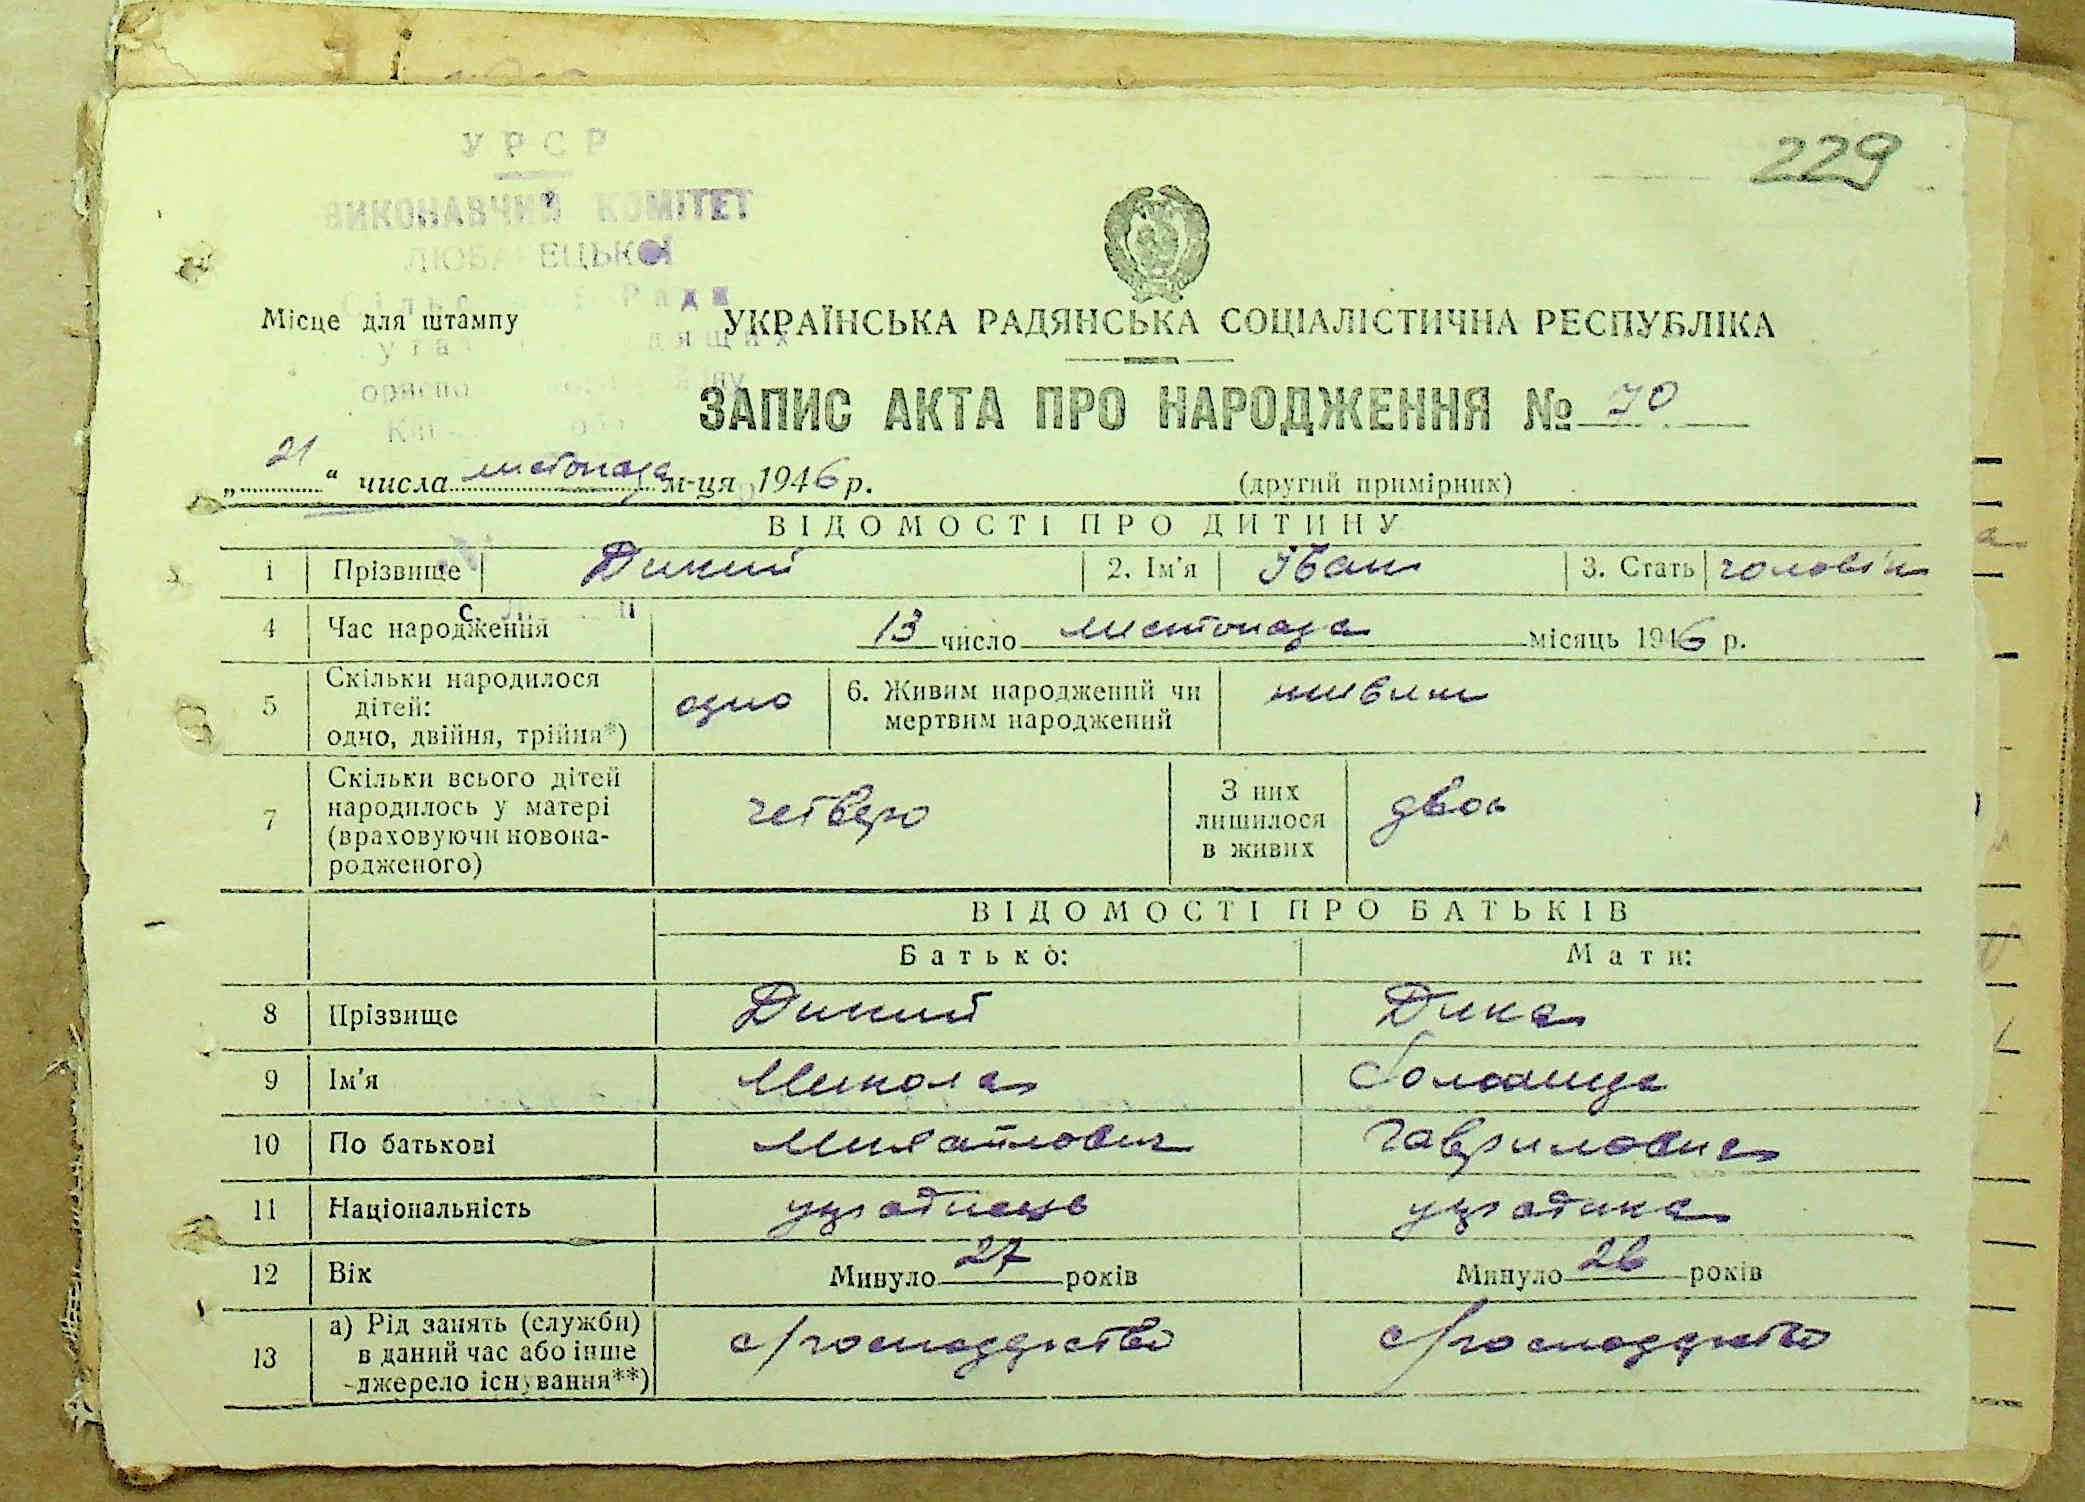 229
УРСР
ВИКОНАВЧИЙ КОМІТЕТ
Місце для штампу
УКРАЇНСЬКА РАДЯНСЬКА СОЦІАЛІСТИЧНА РЕСПУБЛІКА
ЗАПИС АКТА ПРО НАРОДЖЕННЯ № 70
„21“ числа листопада м-ця 1946 р. (другий примірник)
ВІДОМОСТІ ПРО ДИТИНУ
1 Прізвище Дикий 2. Ім'я Іван 3. Стать чоловіч
4 Час народження 13 число листопада місяць 1946 р.
5 Скільки народилося дітей: одно, двійня, трійня*) одно 6. Живим народжений чи мертвим народжений живим
7 Скільки всього дітей народилось у матері (враховуючи новонародженого) четверо З них лишилося в живих двоє
ВІДОМОСТІ ПРО БАТЬКІВ
Батько: Мати:
8 Прізвище Дикий Дика
9 Ім'я Микола Соломида
10 По батькові Михайлович Гавриловна
11 Національність українець українка
12 Вік Минуло 27 років Минуло 26 років
13 а) Рід занять (служби) в даний час або інше джерело існування**) с/господарство с/господарство